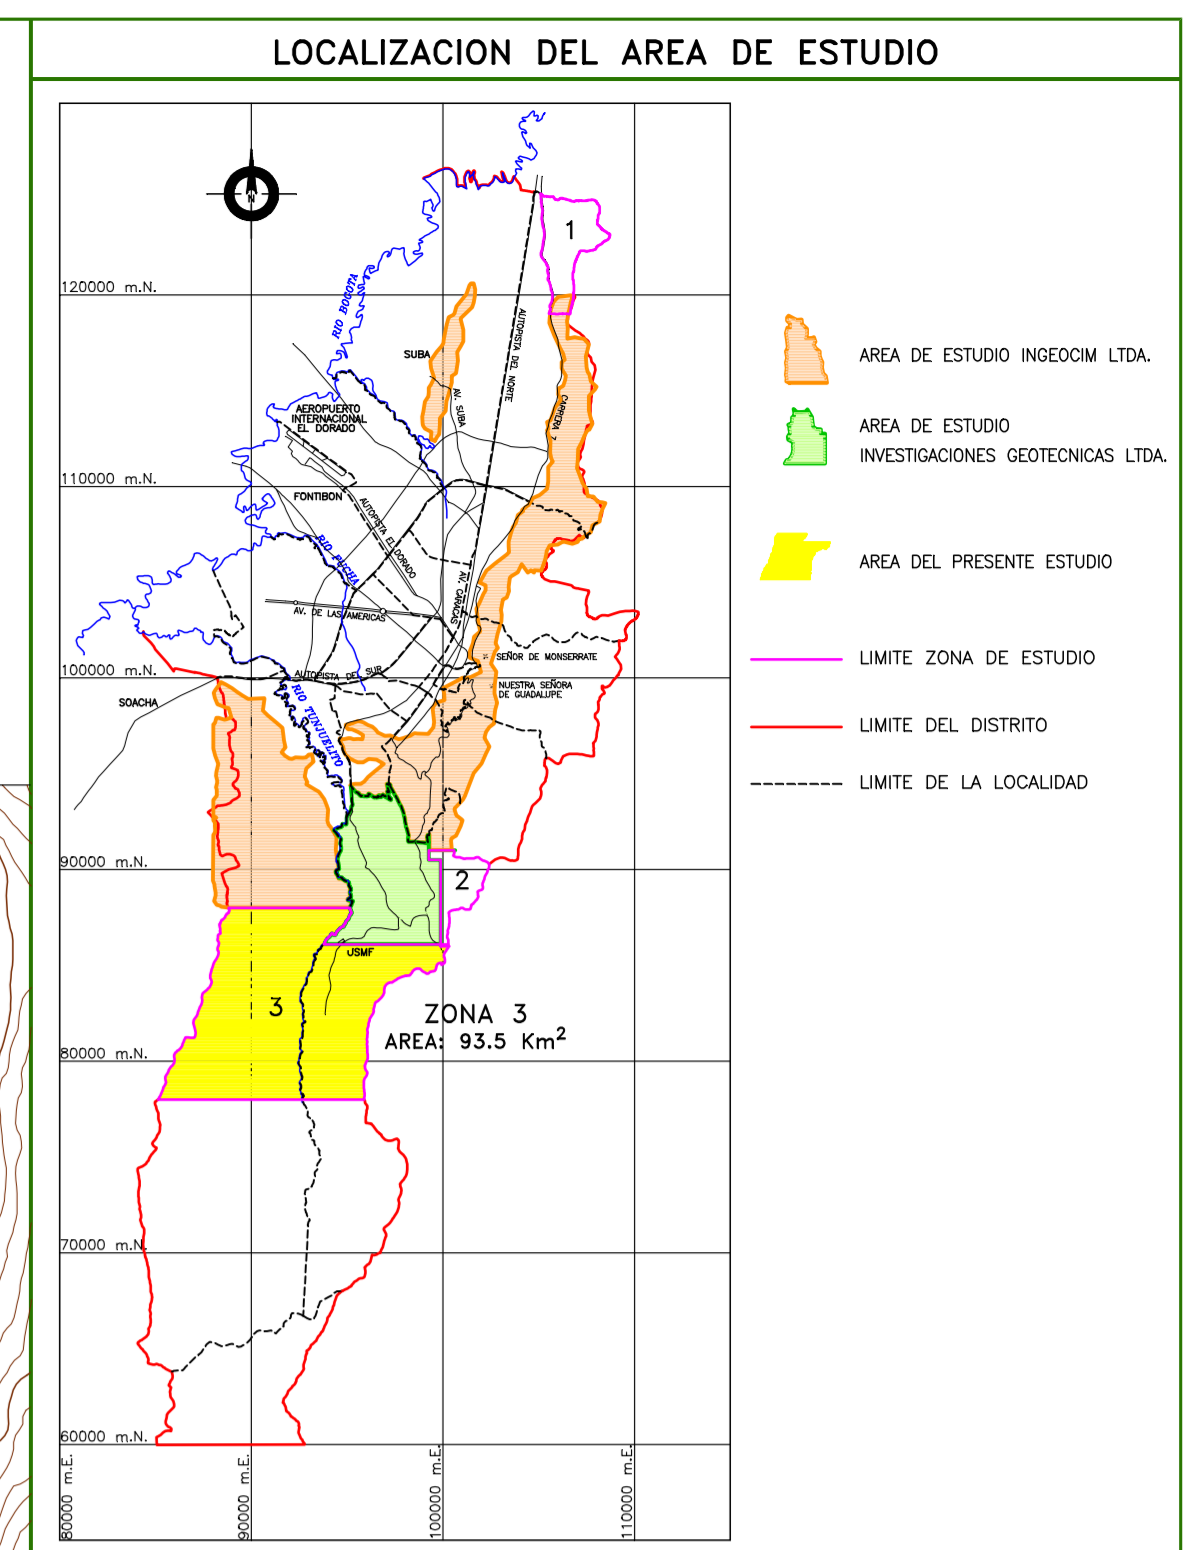 LOCALIZACION DEL AREA DE ESTUDIO
N
1
120000 m.N.
RIO BOGOTA
AUTOPISTA DEL NORTE
SUBA
AV. SUBA
CARRERA 7
AEROPUERTO
INTERNACIONAL
EL DORADO
110000 m.N.
FONTIBON
AUTOPISTA EL DORADO
RIO FUCHA
AV. CARACAS
AV. DE LAS AMERICAS
SEÑOR DE MONSERRATE
100000 m.N.
AUTOPISTA DEL SUR
NUESTRA SEÑORA
DE GUADALUPE
SOACHA
RIO TUNJUELITO
90000 m.N.
2
USMF
3
ZONA 3
AREA: 93.5 Km²
80000 m.N.
70000 m.N.
60000 m.N.
80000 m.E.
90000 m.E.
100000 m.E.
110000 m.E.
AREA DE ESTUDIO INGEOCIM LTDA.
AREA DE ESTUDIO
INVESTIGACIONES GEOTECNICAS LTDA.
AREA DEL PRESENTE ESTUDIO
LIMITE ZONA DE ESTUDIO
LIMITE DEL DISTRITO
LIMITE DE LA LOCALIDAD